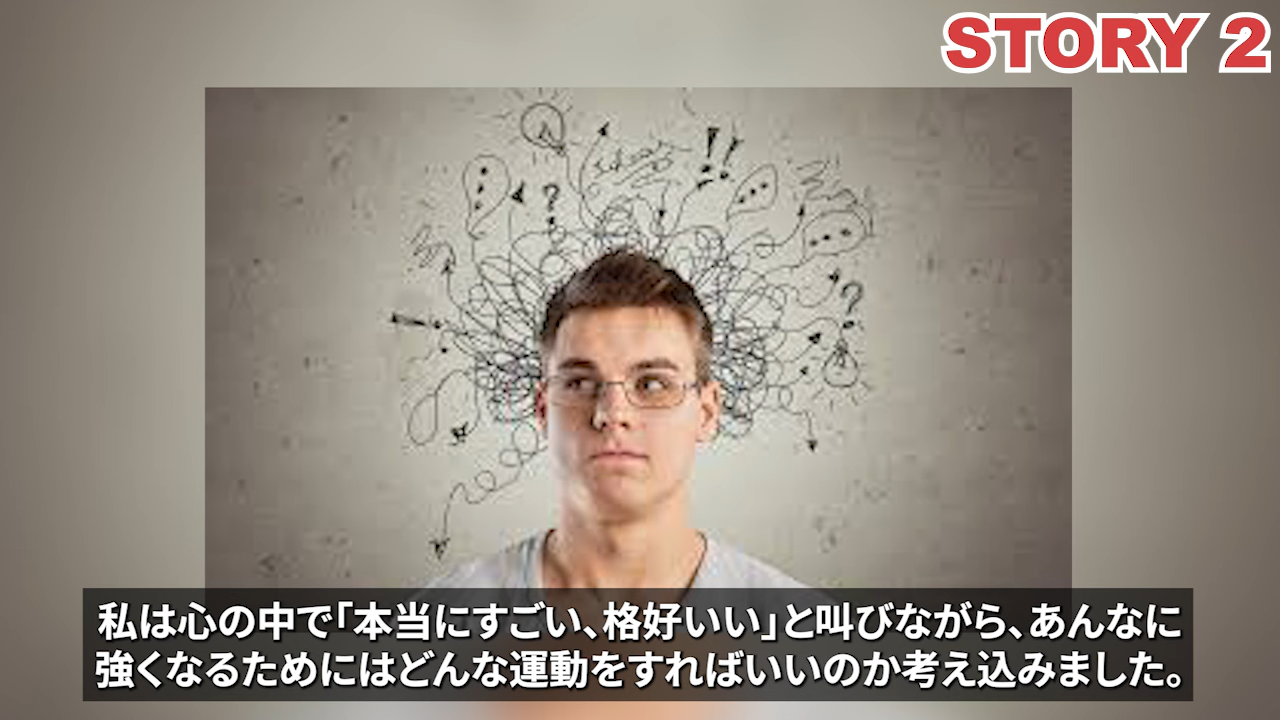 STORY 2
私は心の中で「本当にすごい、格好いい」と叫びながら、あんなに
強くなるためにはどんな運動をすればいいのか考え込みました。